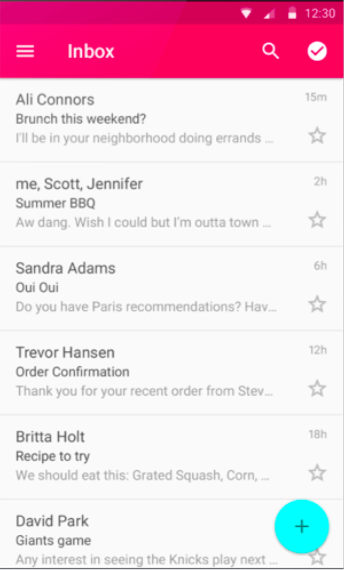 12:30
Inbox
Ali Connors 15m
Brunch this weekend?
I'll be in your neighborhood doing errands ...
me, Scott, Jennifer 2h
Summer BBQ
Aw dang. Wish I could but I'm outta town ...
Sandra Adams 6h
Oui Oui
Do you have Paris recommendations? Hav...
Trevor Hansen 12h
Order Confirmation
Thank you for your recent order from Stev...
Britta Holt 18h
Recipe to try
We should eat this: Grated Squash, Corn, ...
David Park
Giants game
Any interest in seeing the Knicks play next ...